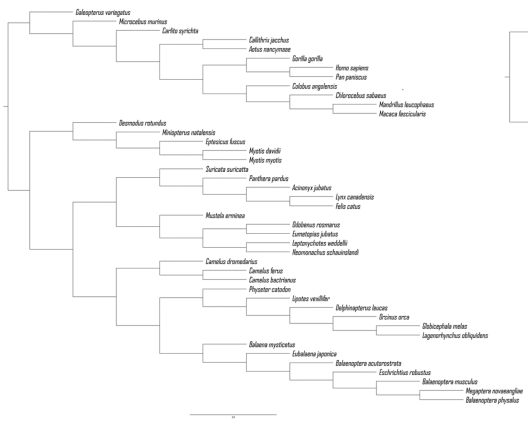 Galeopterus variegatus
Microcebus murinus
Carlito syrichta
Callithrix jacchus
Aotus nancymaae
Gorilla gorilla
Homo sapiens
Pan paniscus
Colobus angolensis
Chlorocebus sabaeus
Mandrillus leucophaeus
Macaca fascicularis
Desmodus rotundus
Miniopterus natalensis
Eptesicus fuscus
Myotis davidii
Myotis myotis
Suricata suricatta
Panthera pardus
Acinonyx jubatus
Lynx canadensis
Felis catus
Mustela erminea
Odobenus rosmarus
Eumetopias jubatus
Leptonychotes weddellii
Neomonachus schauinslandi
Camelus dromedarius
Camelus ferus
Camelus bactrianus
Physeter catodon
Lipotes vexillifer
Delphinapterus leucas
Orcinus orca
Globicephala melas
Lagenorhynchus obliquidens
Balaena mysticetus
Eubalaena japonica
Balaenoptera acutorostrata
Eschrichtius robustus
Balaenoptera musculus
Megaptera novaeangliae
Balaenoptera physalus